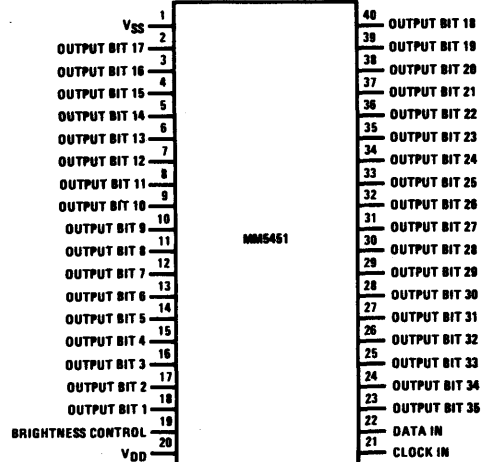 1 40
VSS OUTPUT BIT 18
2 39
OUTPUT BIT 17 OUTPUT BIT 19
3 38
OUTPUT BIT 16 OUTPUT BIT 20
4 37
OUTPUT BIT 15 OUTPUT BIT 21
5 36
OUTPUT BIT 14 OUTPUT BIT 22
6 35
OUTPUT BIT 13 OUTPUT BIT 23
7 34
OUTPUT BIT 12 OUTPUT BIT 24
8 33
OUTPUT BIT 11 OUTPUT BIT 25
9 32
OUTPUT BIT 10 OUTPUT BIT 26
10 31
OUTPUT BIT 9 OUTPUT BIT 27
11 MM5451 30
OUTPUT BIT 8 OUTPUT BIT 28
12 29
OUTPUT BIT 7 OUTPUT BIT 29
13 28
OUTPUT BIT 6 OUTPUT BIT 30
14 27
OUTPUT BIT 5 OUTPUT BIT 31
15 26
OUTPUT BIT 4 OUTPUT BIT 32
16 25
OUTPUT BIT 3 OUTPUT BIT 33
17 24
OUTPUT BIT 2 OUTPUT BIT 34
18 23
OUTPUT BIT 1 OUTPUT BIT 35
19 22
BRIGHTNESS CONTROL DATA IN
20 21
VDD CLOCK IN